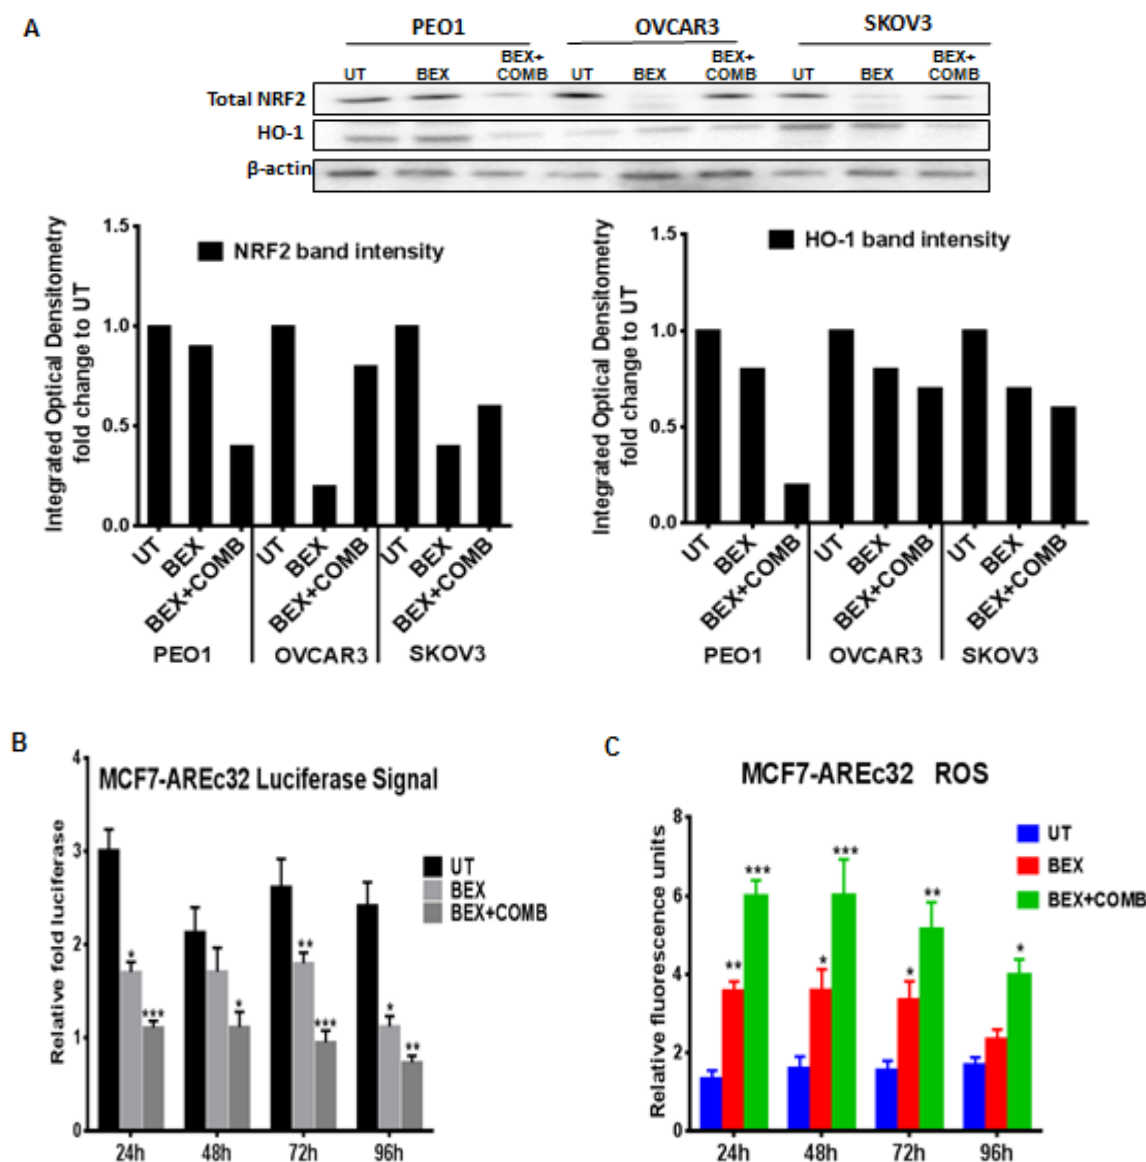 A
PEO1 OVCAR3 SKOV3
UT BEX BEX+ COMB UT BEX BEX+ COMB UT BEX BEX+ COMB
Total NRF2
HO-1
β-actin
Integrated Optical Densitometry
fold change to UT
1.5
1.0
0.5
0.0
NRF2 band intensity
UT BEX BEX+COMB UT BEX BEX+COMB UT BEX BEX+COMB
PEO1 OVCAR3 SKOV3
Integrated Optical Densitometry
fold change to UT
1.5
1.0
0.5
0.0
HO-1 band intensity
UT BEX BEX+COMB UT BEX BEX+COMB UT BEX BEX+COMB
PEO1 OVCAR3 SKOV3
B
MCF7-AREc32 Luciferase Signal
Relative fold luciferase
4
3
2
1
0
UT
BEX
BEX+COMB
* *** * ** *** * **
24h 48h 72h 96h
C
MCF7-AREc32 ROS
Relative fluorescence units
8
6
4
2
0
UT
BEX
BEX+COMB
** *** * *** * ** *
24h 48h 72h 96h